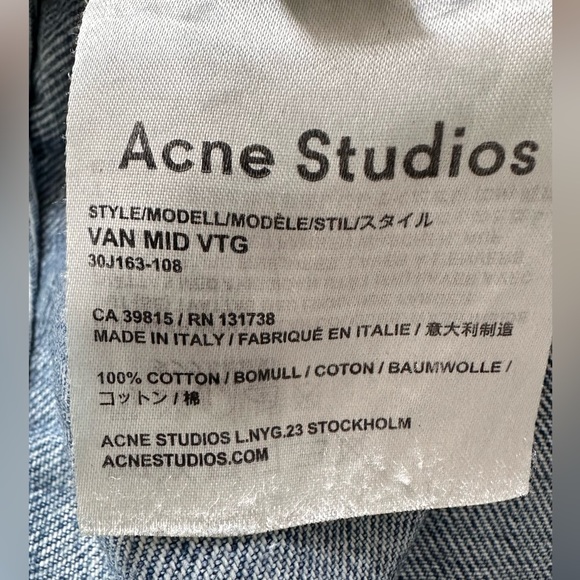 Acne Studios
STYLE/MODELL/MODÈLE/STIL/スタイル
VAN MID VTG
30J163-108
CA 39815 / RN 131738
MADE IN ITALY / FABRIQUÉ EN ITALIE / 意大利制造
100% COTTON / BOMULL / COTON / BAUMWOLLE /
コットン / 棉
ACNE STUDIOS L.NYG.23 STOCKHOLM
ACNESTUDIOS.COM